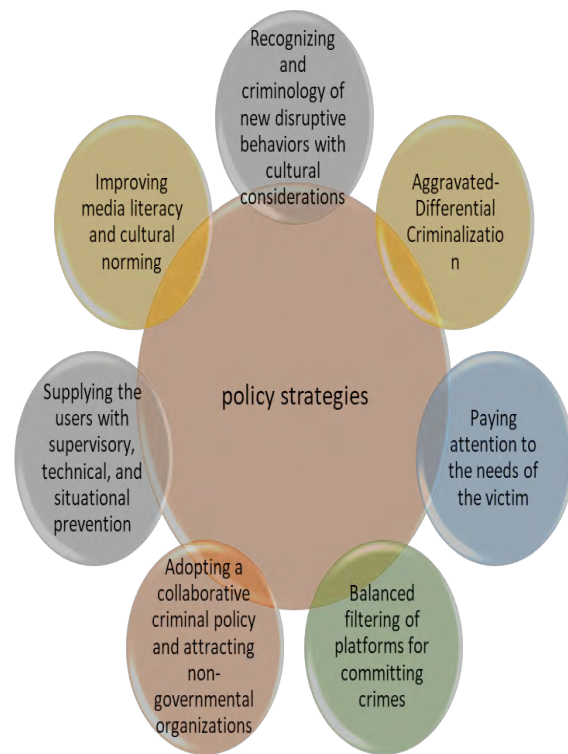 Recognizing
and
criminology of
new disruptive
behaviors with
cultural
considerations
Aggravated-
Differential
Criminalizatio
n
Paying
attention to
the needs of
the victim
Balanced
filtering of
platforms for
committing
crimes
Adopting a
collaborative
criminal policy
and attracting
non-
governmental
organizations
Supplying the
users with
supervisory,
technical, and
situational
prevention
Improving
media literacy
and cultural
norming
policy strategies